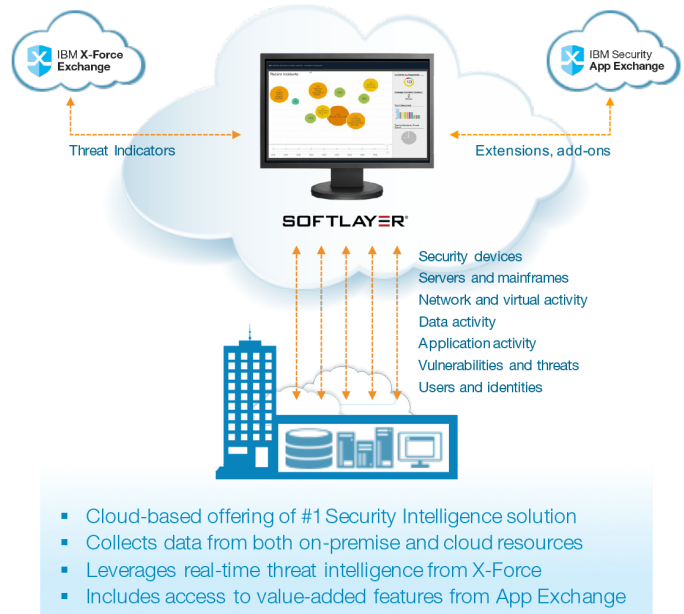 IBM X-Force
Exchange
IBM Security
App Exchange
Recent Incidents
Threat Indicators
Extensions, add-ons
SOFTLAYER®
Security devices
Servers and mainframes
Network and virtual activity
Data activity
Application activity
Vulnerabilities and threats
Users and identities
▪ Cloud-based offering of #1 Security Intelligence solution
▪ Collects data from both on-premise and cloud resources
▪ Leverages real-time threat intelligence from X-Force
▪ Includes access to value-added features from App Exchange